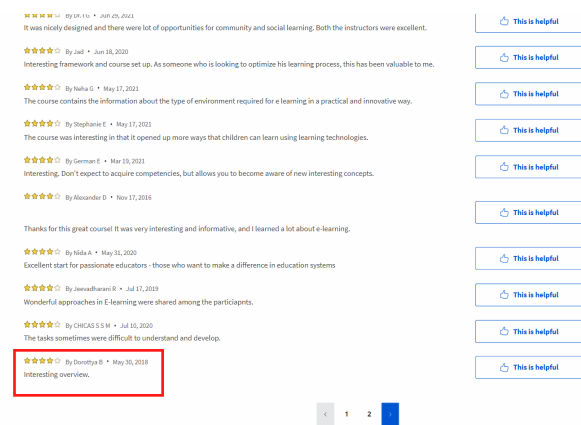 By Dr.TG • Jun 29, 2021
It was nicely designed and there were lot of opportunities for community and social learning. Both the instructors were excellent.
This is helpful
By Jad • Jun 18, 2020
Interesting framework and course set up. As someone who is looking to optimize his learning process, this has been valuable to me.
This is helpful
By Neha G • May 17, 2021
The course contains the information about the type of environment required for e learning in a practical and innovative way.
This is helpful
By Stephanie E • May 17, 2021
The course was interesting in that it opened up more ways that children can learn using learning technologies.
This is helpful
By German E • Mar 19, 2021
Interesting, Don't expect to acquire competencies, but allows you to become aware of new interesting concepts.
This is helpful
By Alexander D • Nov 17, 2016
This is helpful
Thanks for this great course! It was very interesting and informative, and I learned a lot about e-learning.
By Nida A • May 31, 2020
Excellent start for passionate educators - those who want to make a difference in education systems
This is helpful
By Jeevadharani R • Jul 17, 2019
Wonderful approaches in E-learning were shared among the particiapnts.
This is helpful
By CHICAS S S M • Jul 10, 2020
The tasks sometimes were difficult to understand and develop.
This is helpful
By Dorottya B • May 30, 2018
Interesting overview.
This is helpful
‹ 1 2 ›